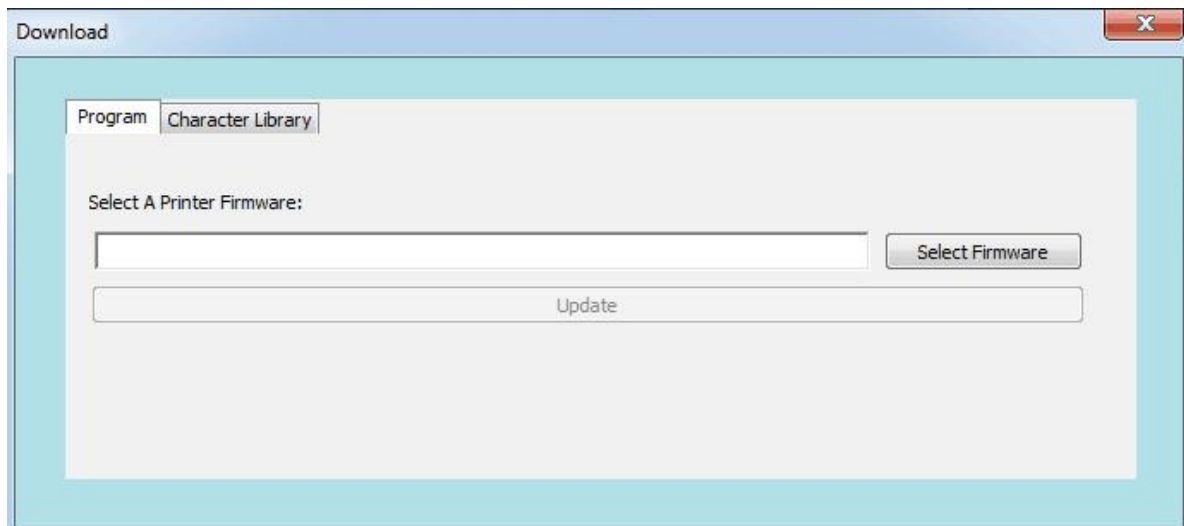 Download
Program
Character Library
Select A Printer Firmware:
Select Firmware
Update